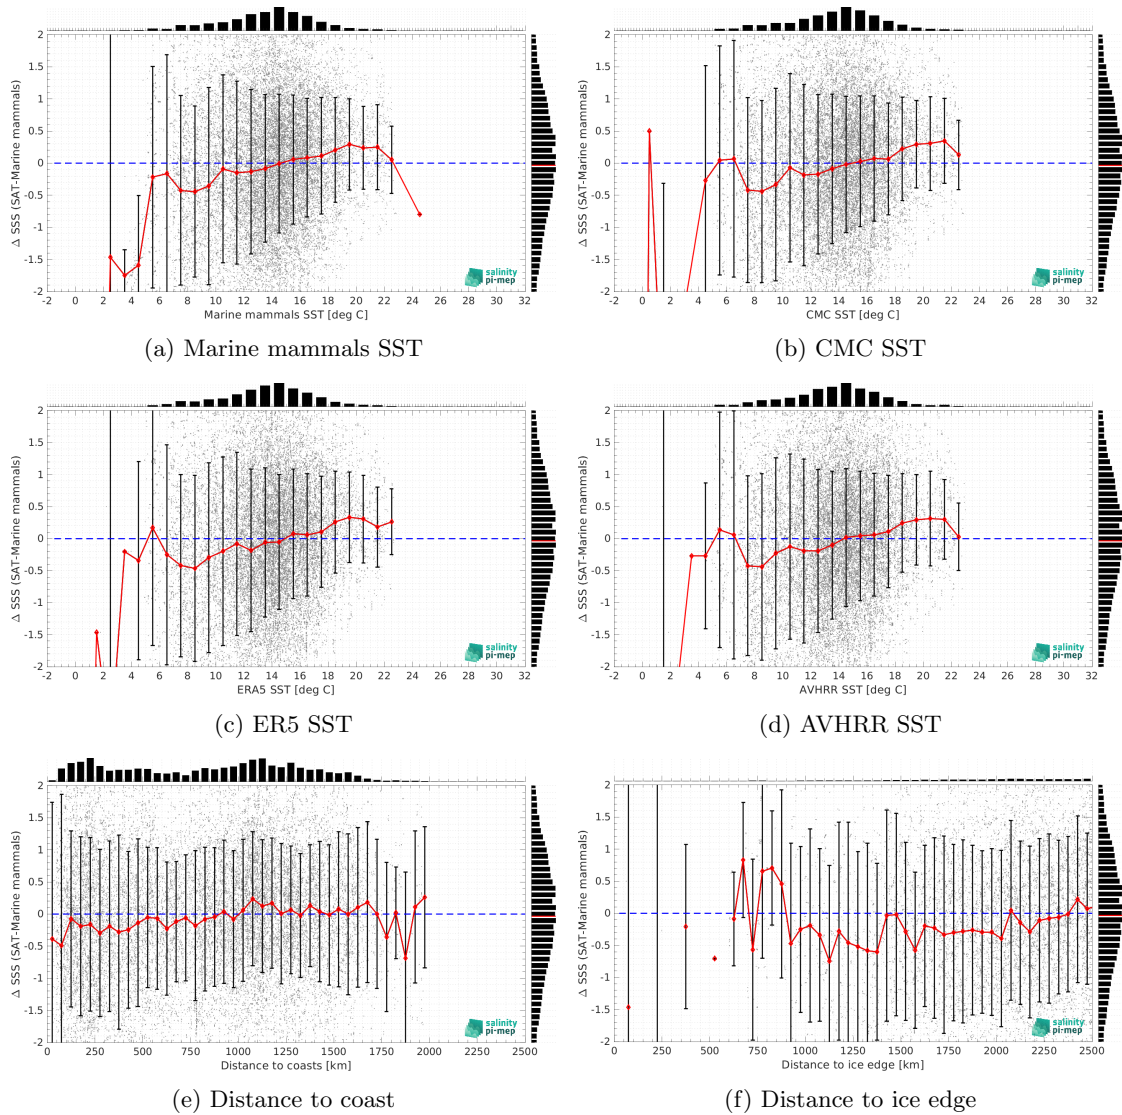 2
1.5
1
0.5
0
-0.5
-1
-1.5
-2
Δ SSS (SAT-Marine mammals)
-2 0 2 4 6 8 10 12 14 16 18 20 22 24 26 28 30 32
Marine mammals SST [deg C]
salinity
pi-mep
(a) Marine mammals SST
2
1.5
1
0.5
0
-0.5
-1
-1.5
-2
Δ SSS (SAT-Marine mammals)
-2 0 2 4 6 8 10 12 14 16 18 20 22 24 26 28 30 32
CMC SST [deg C]
salinity
pi-mep
(b) CMC SST
2
1.5
1
0.5
0
-0.5
-1
-1.5
-2
Δ SSS (SAT-Marine mammals)
-2 0 2 4 6 8 10 12 14 16 18 20 22 24 26 28 30 32
ERA5 SST [deg C]
salinity
pi-mep
(c) ER5 SST
2
1.5
1
0.5
0
-0.5
-1
-1.5
-2
Δ SSS (SAT-Marine mammals)
-2 0 2 4 6 8 10 12 14 16 18 20 22 24 26 28 30 32
AVHRR SST [deg C]
salinity
pi-mep
(d) AVHRR SST
2
1.5
1
0.5
0
-0.5
-1
-1.5
-2
Δ SSS (SAT-Marine mammals)
0 250 500 750 1000 1250 1500 1750 2000 2250 2500
Distance to coasts [km]
salinity
pi-mep
(e) Distance to coast
2
1.5
1
0.5
0
-0.5
-1
-1.5
-2
Δ SSS (SAT-Marine mammals)
0 250 500 750 1000 1250 1500 1750 2000 2250 2500
Distance to ice edge [km]
salinity
pi-mep
(f) Distance to ice edge